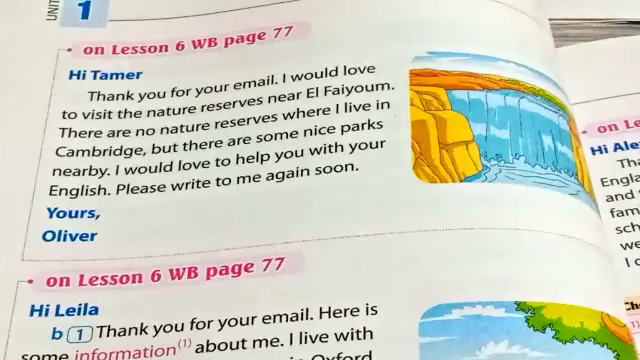 UNIT
1
on Lesson 6 WB page 77
Hi Tamer
Thank you for your email. I would love
to visit the nature reserves near El Faiyoum.
There are no nature reserves where I live in
Cambridge, but there are some nice parks
nearby. I would love to help you with your
English. Please write to me again soon.
Yours,
Oliver
on Lesson 6 WB page 77
Hi Leila
b 1 Thank you for your email. Here is
some information(1) about me. I live with
Oxford
on Le
Hi Ale
Tha
Engla
and
fam
sch
we
I c
1)